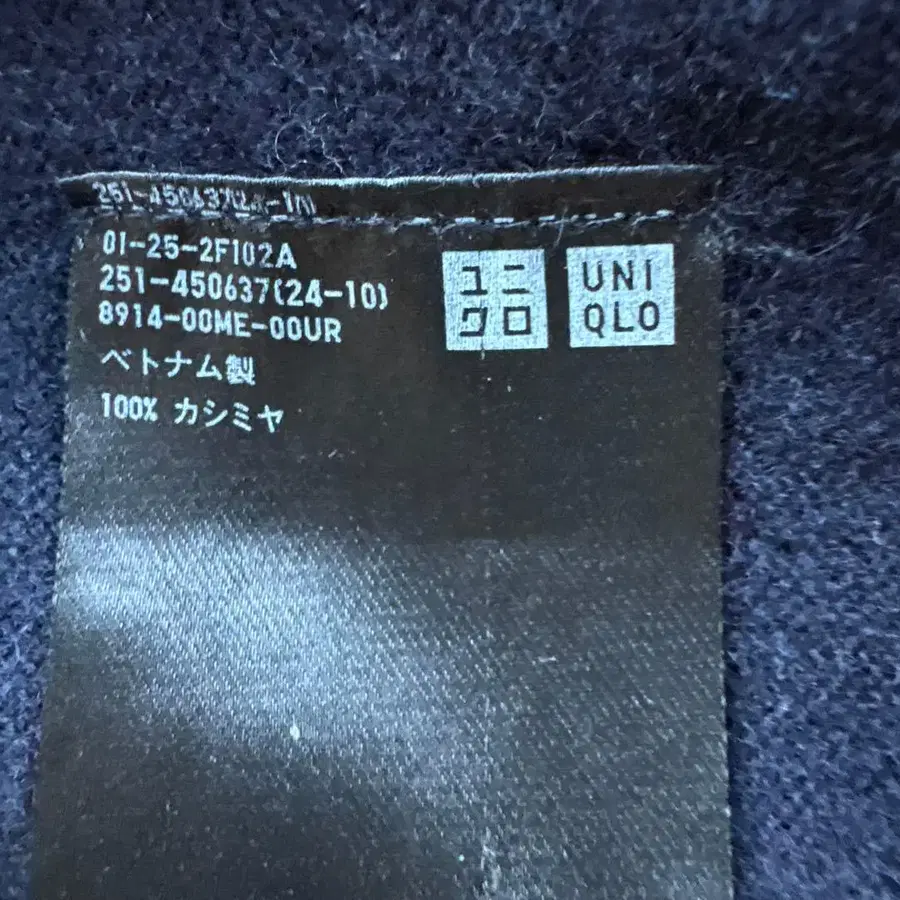 251-450637(24-10)
01-25-2F102A
251-450637(24-10)
8914-00ME-00UR
ベトナム製
100% カシミヤ
ユニ
クロ
UNI
QLO